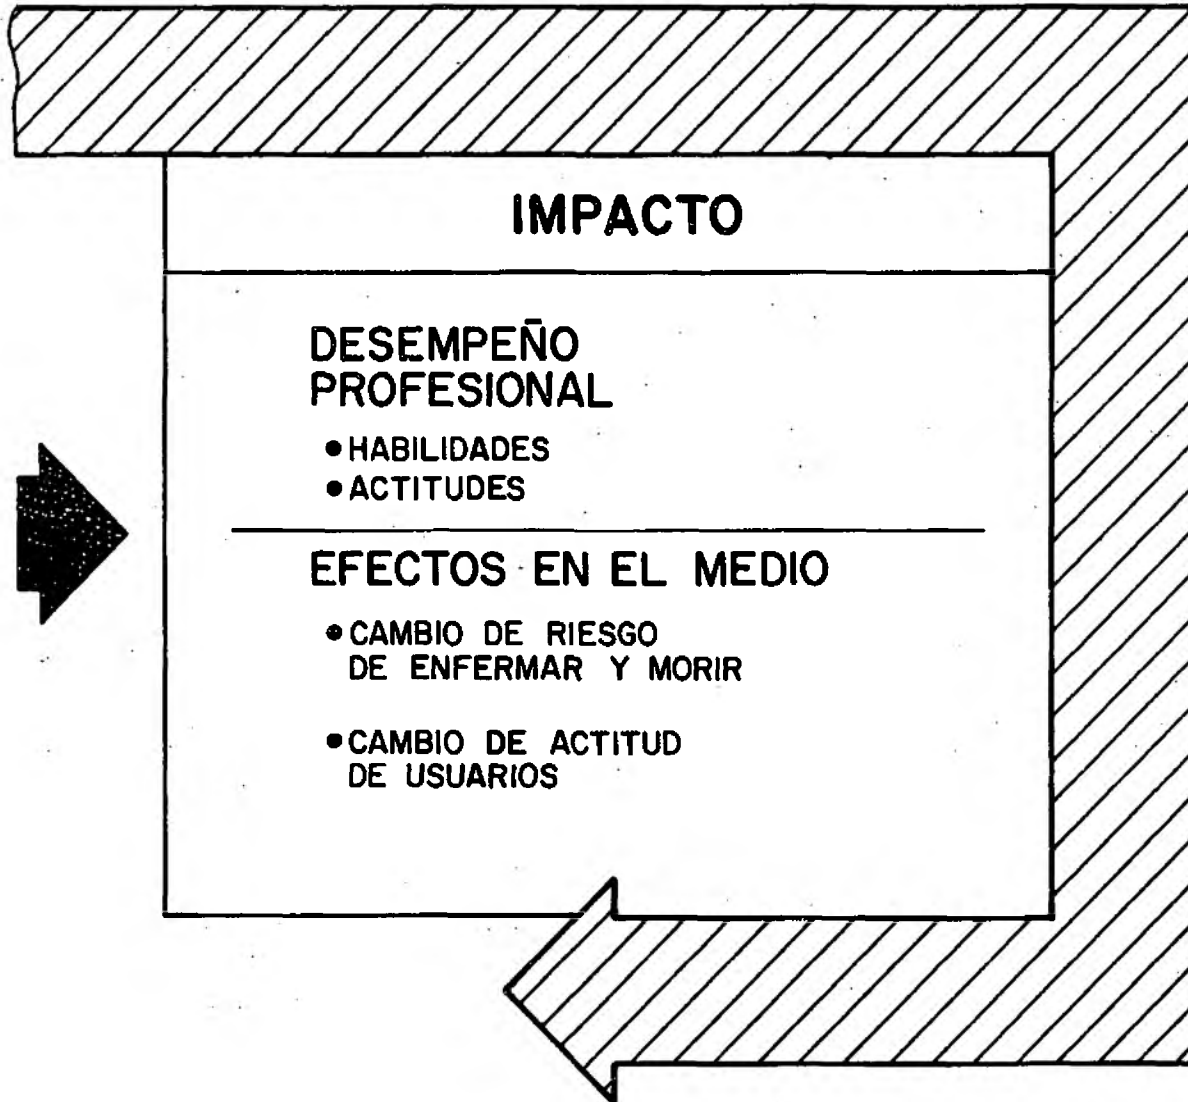 IMPACTO
DESEMPEÑO
PROFESIONAL
• HABILIDADES
• ACTITUDES
EFECTOS EN EL MEDIO
• CAMBIO DE RIESGO
DE ENFERMAR Y MORIR
• CAMBIO DE ACTITUD
DE USUARIOS